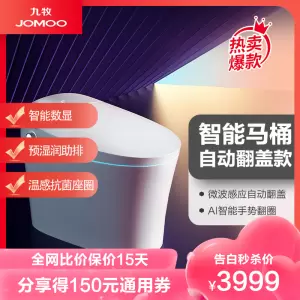 九牧
JOMOO
热卖
爆款
智能数显
预湿润助排
温感抗菌座圈
智能马桶
自动翻盖款
•微波感应自动翻盖
•AI智能手势翻圈
全网比价保价15天
分享得150元通用券
告白秒杀价
¥3999